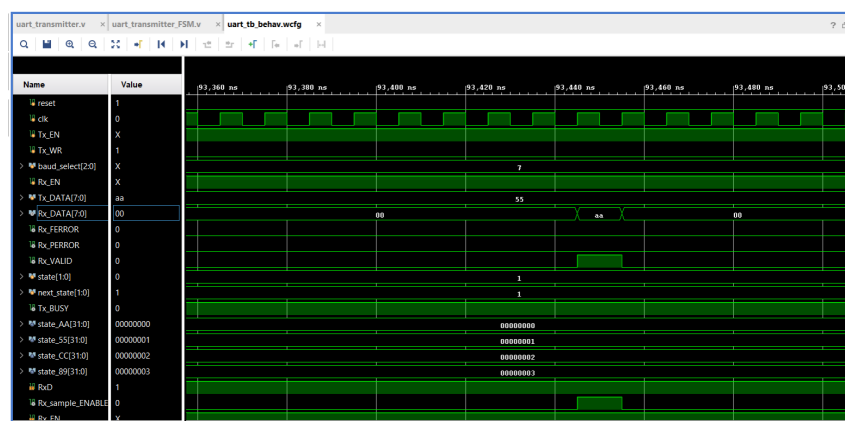 uart_transmitter.v × uart_transmitter_FSM.v × uart_tb_behav.wcfg ×
Name Value
93,360 ns 93,380 ns 93,400 ns 93,420 ns 93,440 ns 93,460 ns 93,480 ns 93,50
reset 1
clk 0
Tx_EN X
Tx_WR 1
baud_select[2:0] X 7
Rx_EN X
Tx_DATA[7:0] aa 55
Rx_DATA[7:0] 00 00 aa 00
Rx_FERROR 0
Rx_PERROR 0
Rx_VALID 0
state[1:0] 0 1
next_state[1:0] 1 1
Tx_BUSY 0
state_AA[31:0] 00000000 00000000
state_55[31:0] 00000001 00000001
state_CC[31:0] 00000002 00000002
state_89[31:0] 00000003 00000003
RxD 1
Rx_sample_ENABLE 0
Rx_EN X